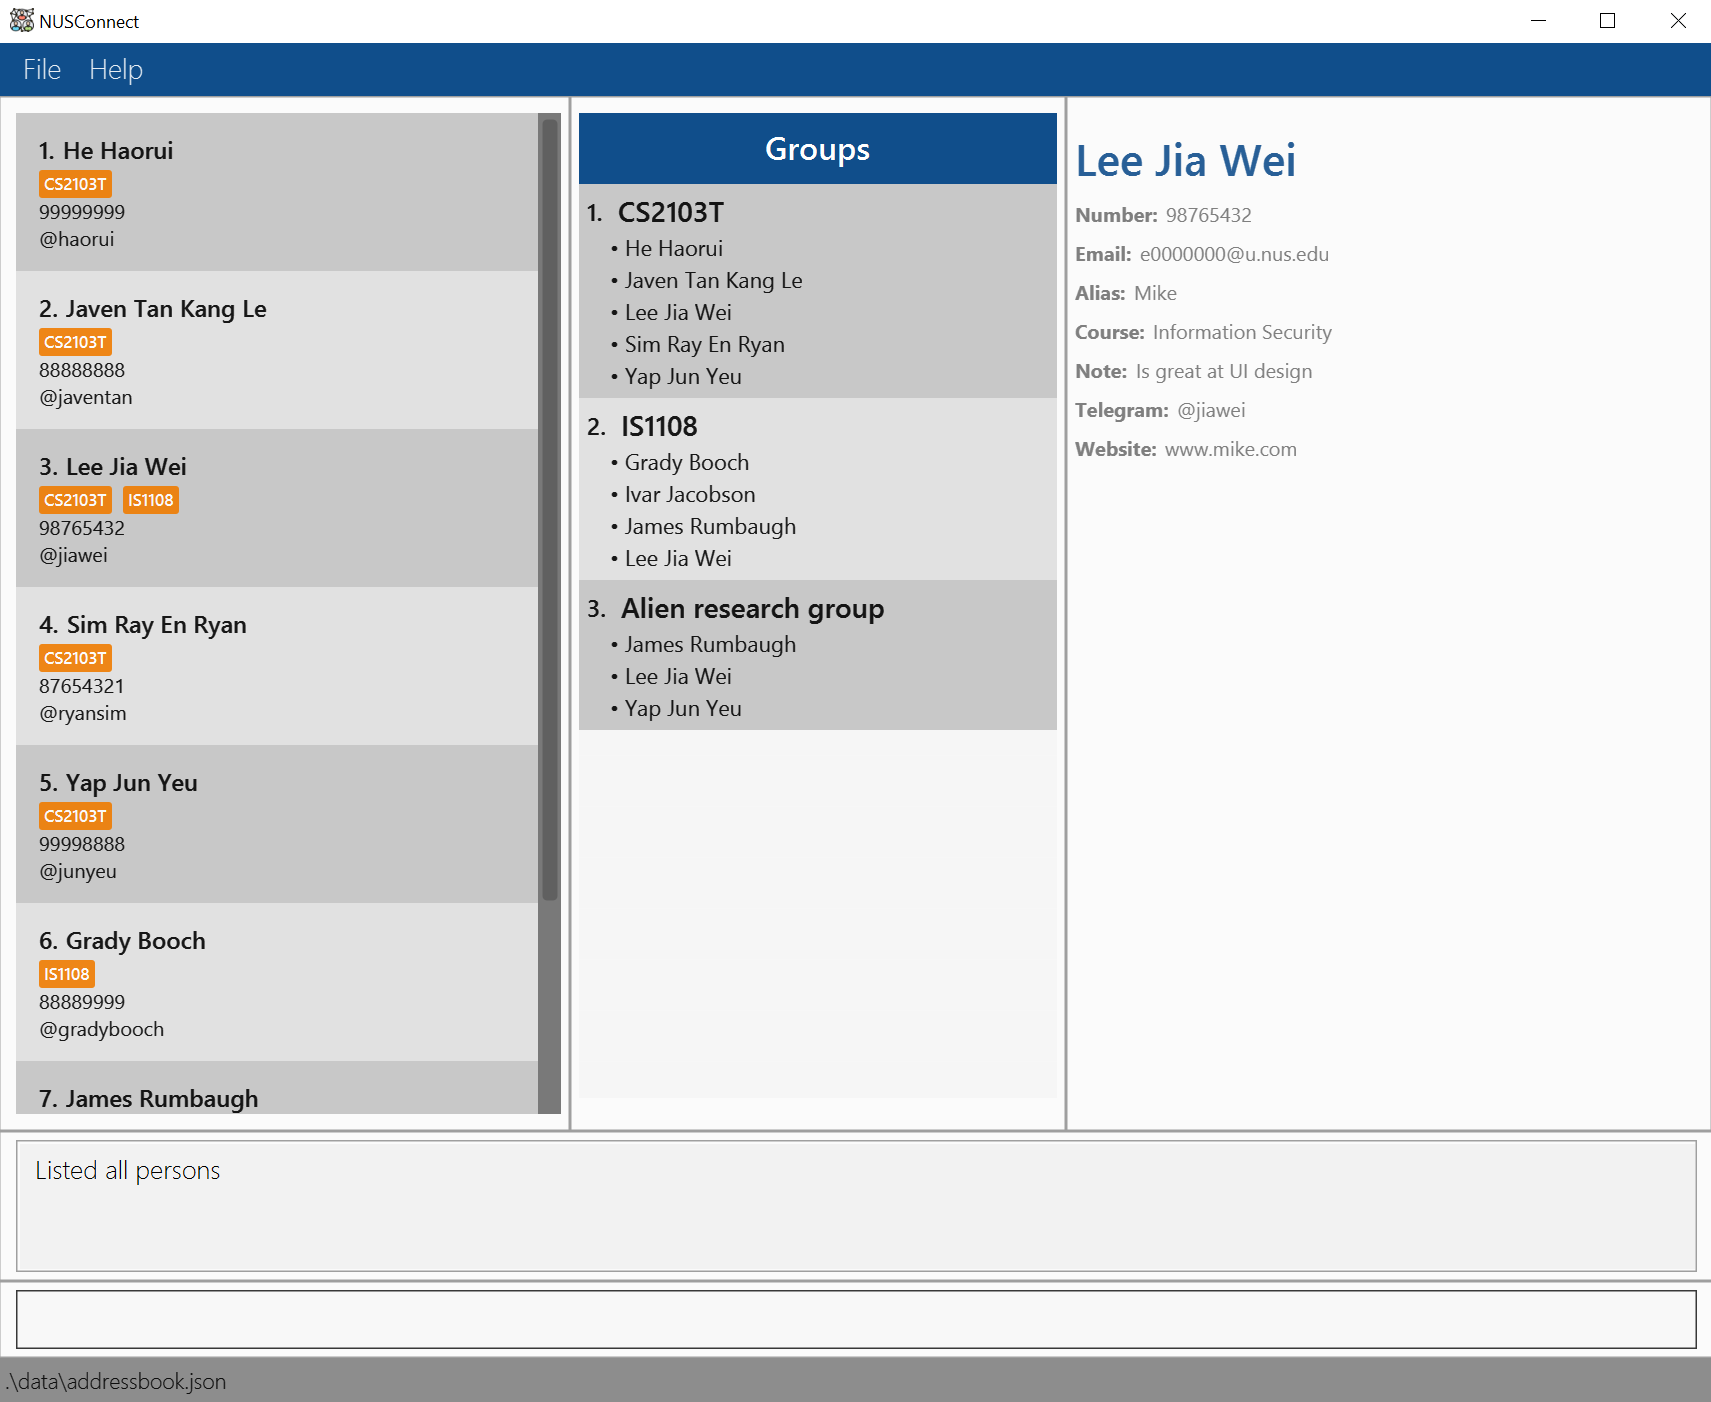 NUSConnect
File Help
1. He Haorui
CS2103T
99999999
@haorui
2. Javen Tan Kang Le
CS2103T
88888888
@javentan
3. Lee Jia Wei
CS2103T IS1108
98765432
@jiawei
4. Sim Ray En Ryan
CS2103T
87654321
@ryansim
5. Yap Jun Yeu
CS2103T
99998888
@junyeu
6. Grady Booch
IS1108
88889999
@gradybooch
7. James Rumbaugh
Groups
1. CS2103T
• He Haorui
• Javen Tan Kang Le
• Lee Jia Wei
• Sim Ray En Ryan
• Yap Jun Yeu
2. IS1108
• Grady Booch
• Ivar Jacobson
• James Rumbaugh
• Lee Jia Wei
3. Alien research group
• James Rumbaugh
• Lee Jia Wei
• Yap Jun Yeu
Lee Jia Wei
Number: 98765432
Email: e0000000@u.nus.edu
Alias: Mike
Course: Information Security
Note: Is great at UI design
Telegram: @jiawei
Website: www.mike.com
Listed all persons
.\data\addressbook.json